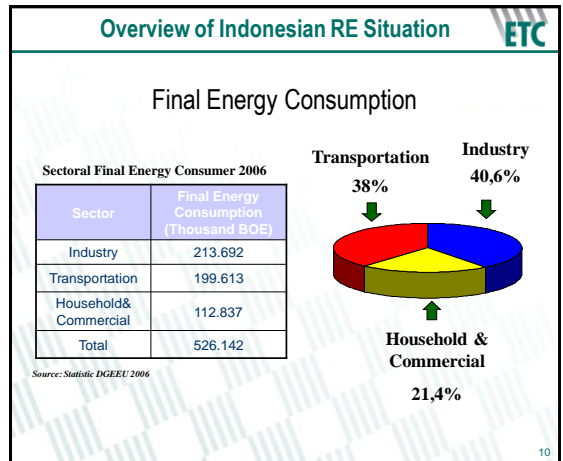 Overview of Indonesian RE Situation
ETC
Final Energy Consumption
Sectoral Final Energy Consumer 2006
Sector
Final Energy
Consumption
(Thousand BOE)
Industry
213.692
Transportation
199.613
Household&
Commercial
112.837
Total
526.142
Source: Statistic DGEEU 2006
Transportation
38%
Industry
40,6%
Household &
Commercial
21,4%
10